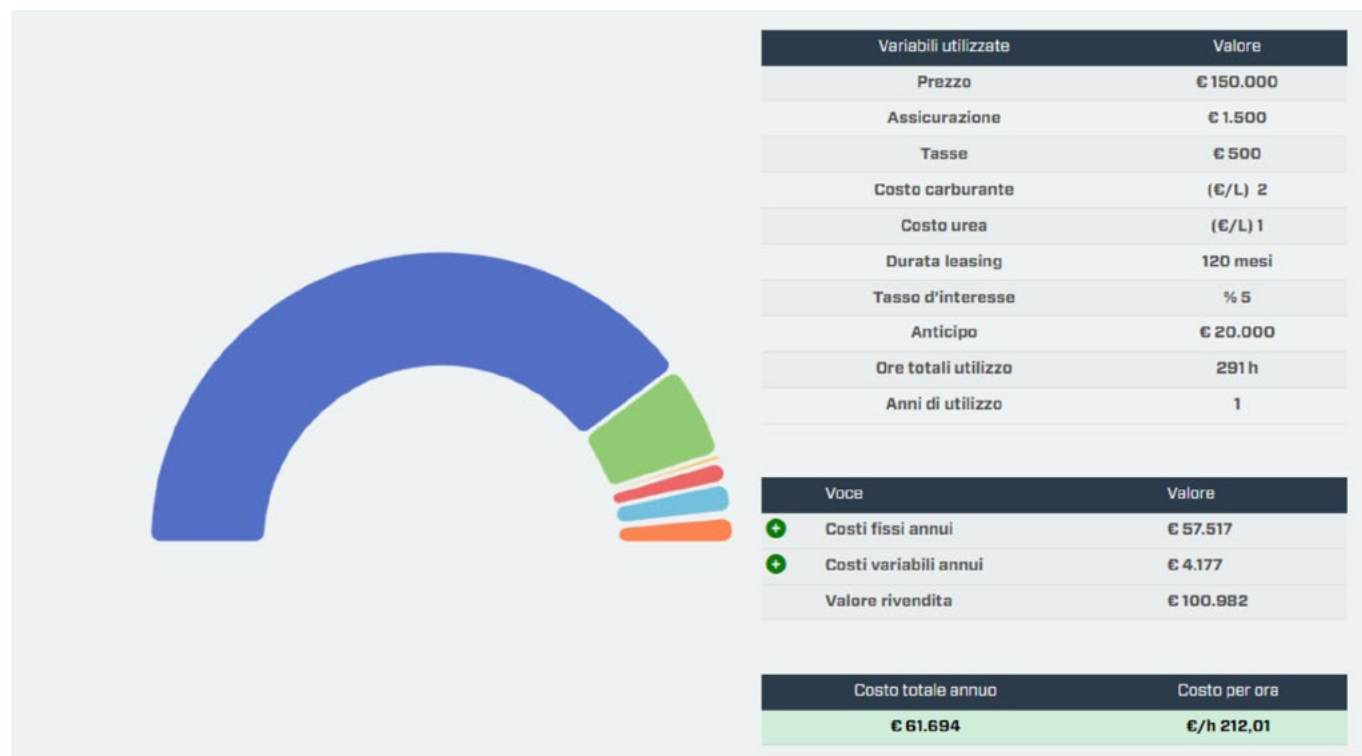 Variabili utilizzate Valore
Prezzo € 150.000
Assicurazione € 1.500
Tasse € 500
Costo carburante (€/L) 2
Costo urea (€/L) 1
Durata leasing 120 mesi
Tasso d'interesse % 5
Anticipo € 20.000
Ore totali utilizzo 291 h
Anni di utilizzo 1
Voce Valore
Costi fissi annui € 57.517
Costi variabili annui € 4.177
Valore rivendita € 100.982
Costo totale annuo Costo per ora
€ 61.694 €/h 212,01